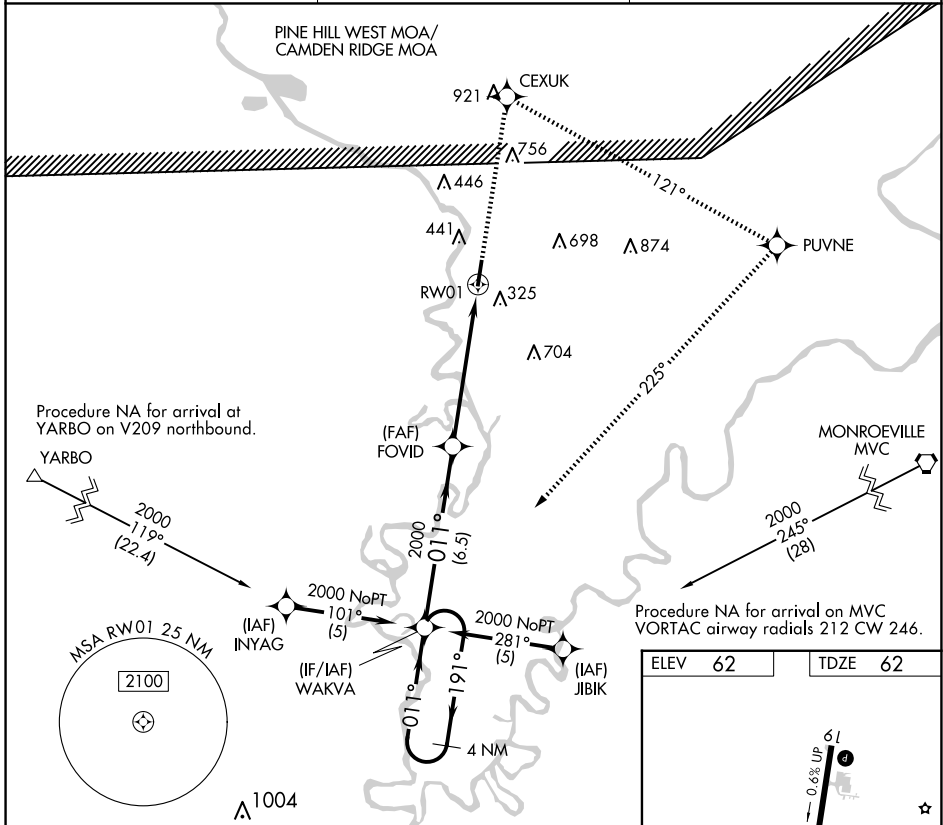 PINE HILL WEST MOA/
CAMDEN RIDGE MOA
CEXUK
921
756
446
121°
441
698
874
PUVNE
RW01
325
704
225°
Procedure NA for arrival at
YARBO on V209 northbound.
(FAF)
FOVID
MONROEVILLE
MVC
YARBO
2000
119°
(22.4)
2000
011°
(6.5)
2000
245°
(28)
2000 NoPT
101°
(5)
2000 NoPT
281°
(5)
(IAF)
INYAG
(IF/IAF)
WAKVA
(IAF)
JIBIK
Procedure NA for arrival on MVC
VORTAC airway radials 212 CW 246.
MSA RW01 25 NM
2100
011°
191°
4 NM
1004
ELEV 62
TDZE 62
19
P
0.6% UP